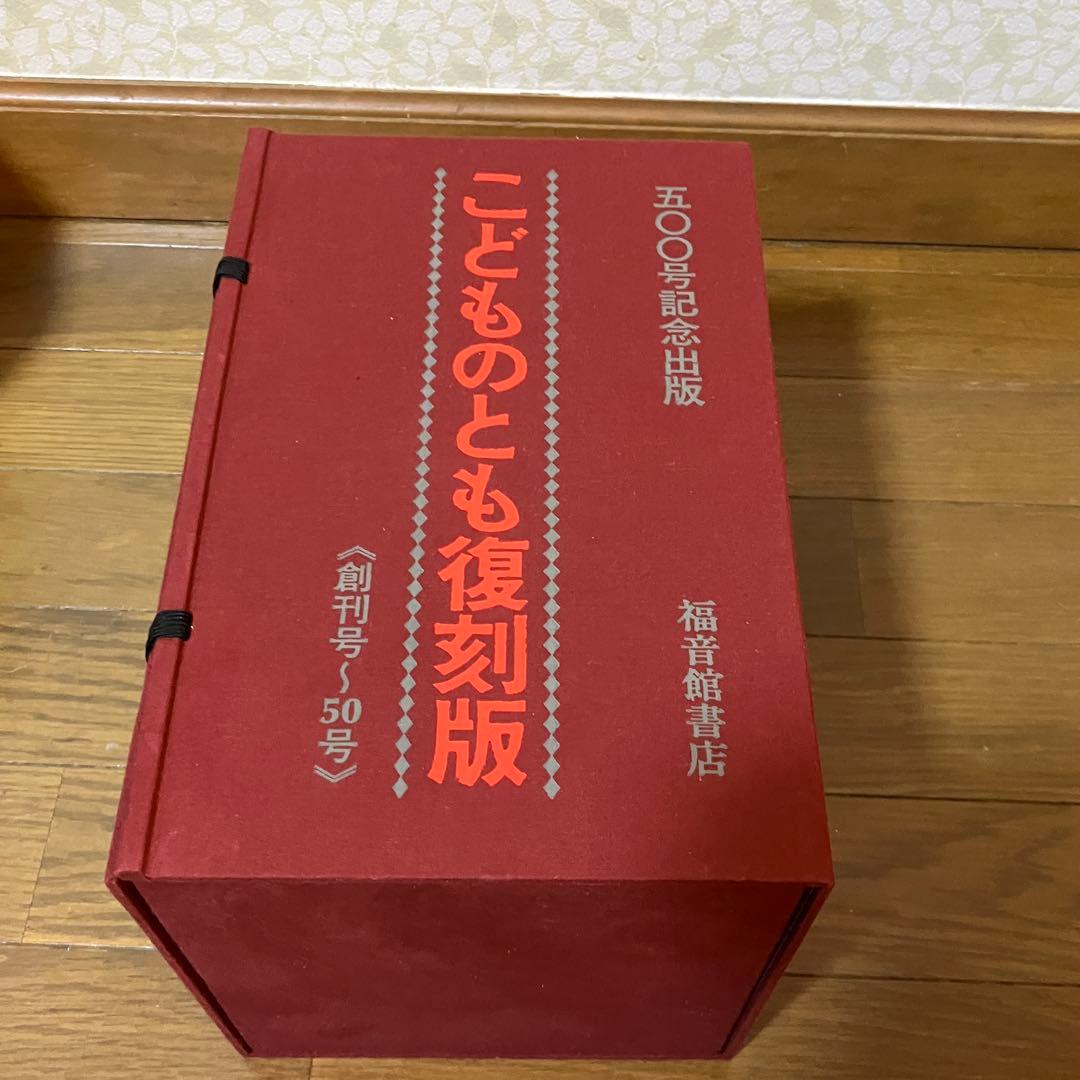 五〇〇号記念出版
福音館書店
こどものとも復刻版
《創刊号〜50号》